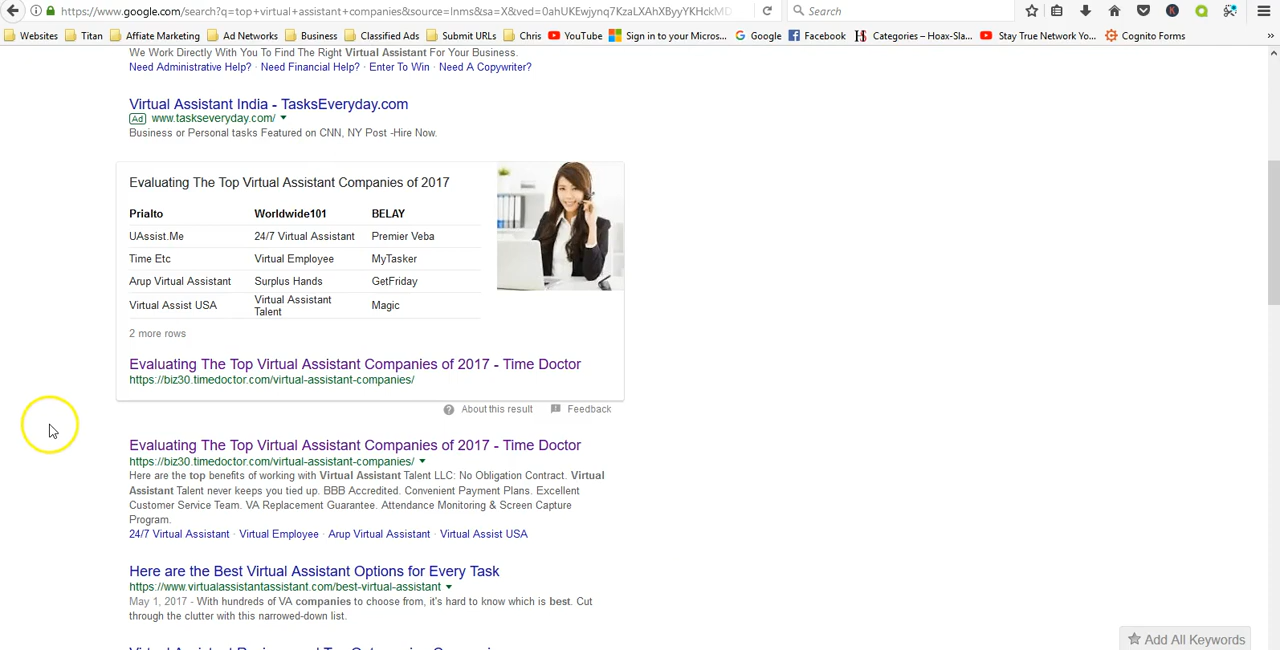 https://www.google.com/search?q=top+virtual+assistant+companies&source=lnms&sa=X&ved=0ahUKEwjynq7KzaLXAhXByyYKHckMD
Search
Websites Titan Affiate Marketing Ad Networks Business Classified Ads Submit URLs Chris YouTube Sign in to your Micros... Google Facebook Categories – Hoax-Sla... Stay True Network Yo... Cognito Forms »
We Work Directly With You To Find The Right Virtual Assistant For Your Business.
Need Administrative Help? · Need Financial Help? · Enter To Win · Need A Copywriter?
Virtual Assistant India - TasksEveryday.com
Ad www.taskseveryday.com/
Business or Personal tasks Featured on CNN, NY Post -Hire Now.
Evaluating The Top Virtual Assistant Companies of 2017
Prialto Worldwide101 BELAY
UAssist.Me 24/7 Virtual Assistant Premier Veba
Time Etc Virtual Employee MyTasker
Arup Virtual Assistant Surplus Hands GetFriday
Virtual Assist USA Virtual Assistant Talent Magic
2 more rows
Evaluating The Top Virtual Assistant Companies of 2017 - Time Doctor
https://biz30.timedoctor.com/virtual-assistant-companies/
About this result Feedback
Evaluating The Top Virtual Assistant Companies of 2017 - Time Doctor
https://biz30.timedoctor.com/virtual-assistant-companies/
Here are the top benefits of working with Virtual Assistant Talent LLC: No Obligation Contract. Virtual
Assistant Talent never keeps you tied up. BBB Accredited. Convenient Payment Plans. Excellent
Customer Service Team. VA Replacement Guarantee. Attendance Monitoring & Screen Capture
Program.
24/7 Virtual Assistant · Virtual Employee · Arup Virtual Assistant · Virtual Assist USA
Here are the Best Virtual Assistant Options for Every Task
https://www.virtualassistantassistant.com/best-virtual-assistant
May 1, 2017 - With hundreds of VA companies to choose from, it's hard to know which is best. Cut
through the clutter with this narrowed-down list.
Add All Keywords